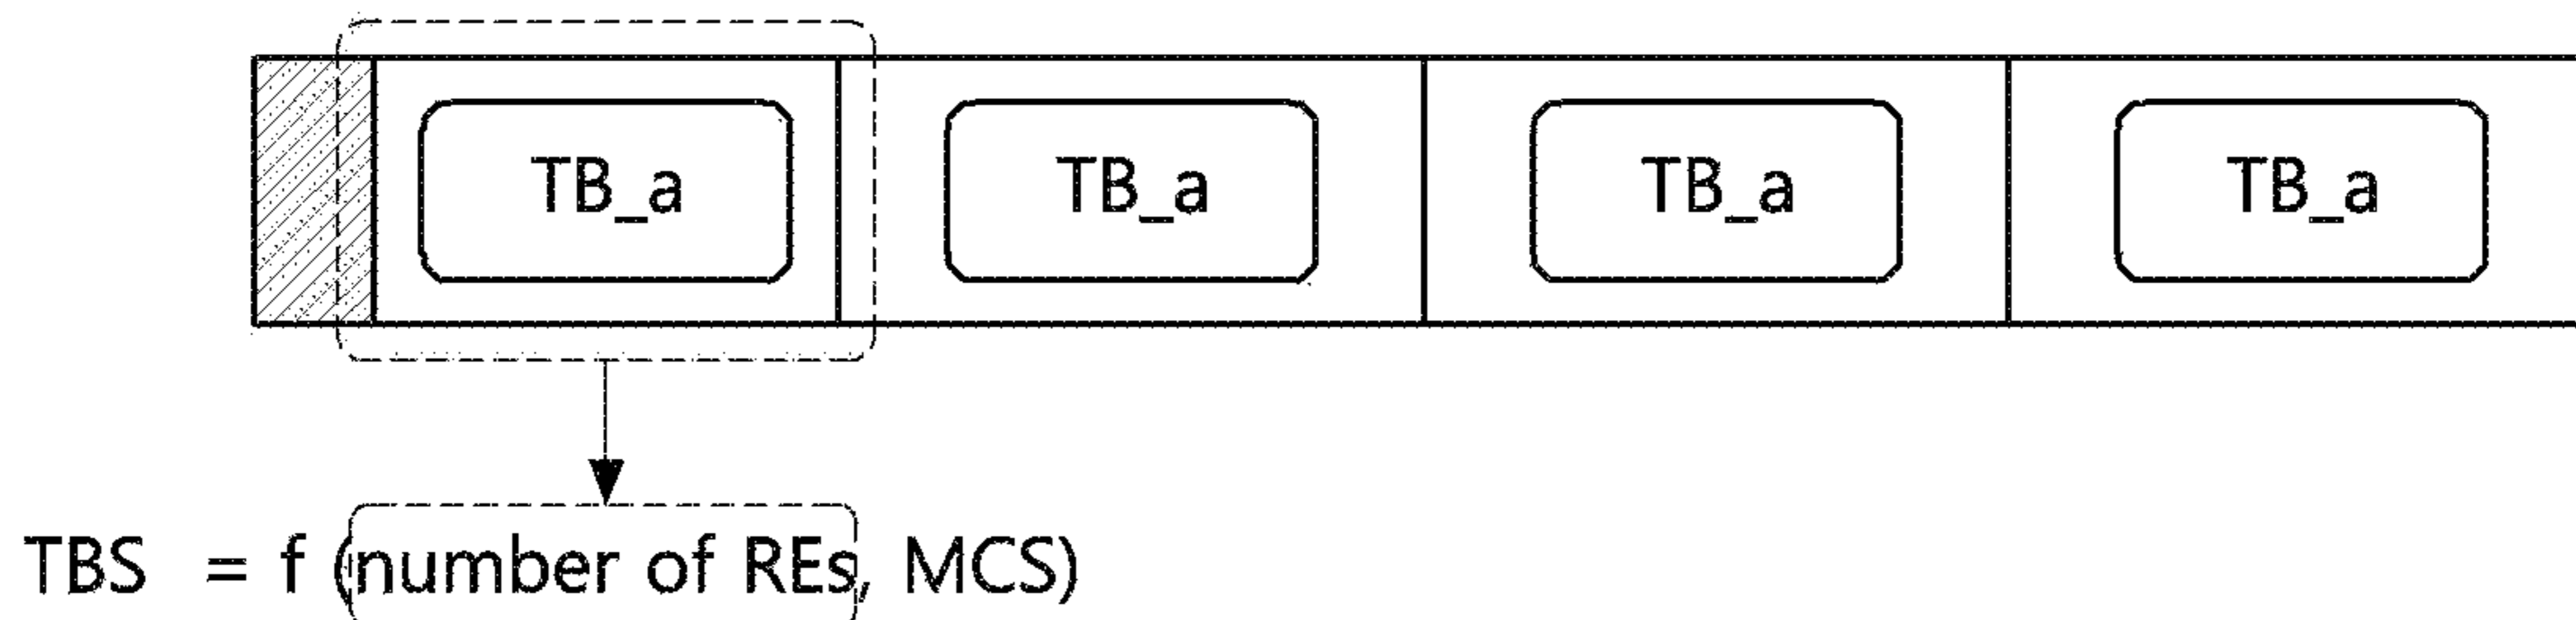 TB_a TB_a TB_a TB_a
TBS = f (number of REs, MCS)